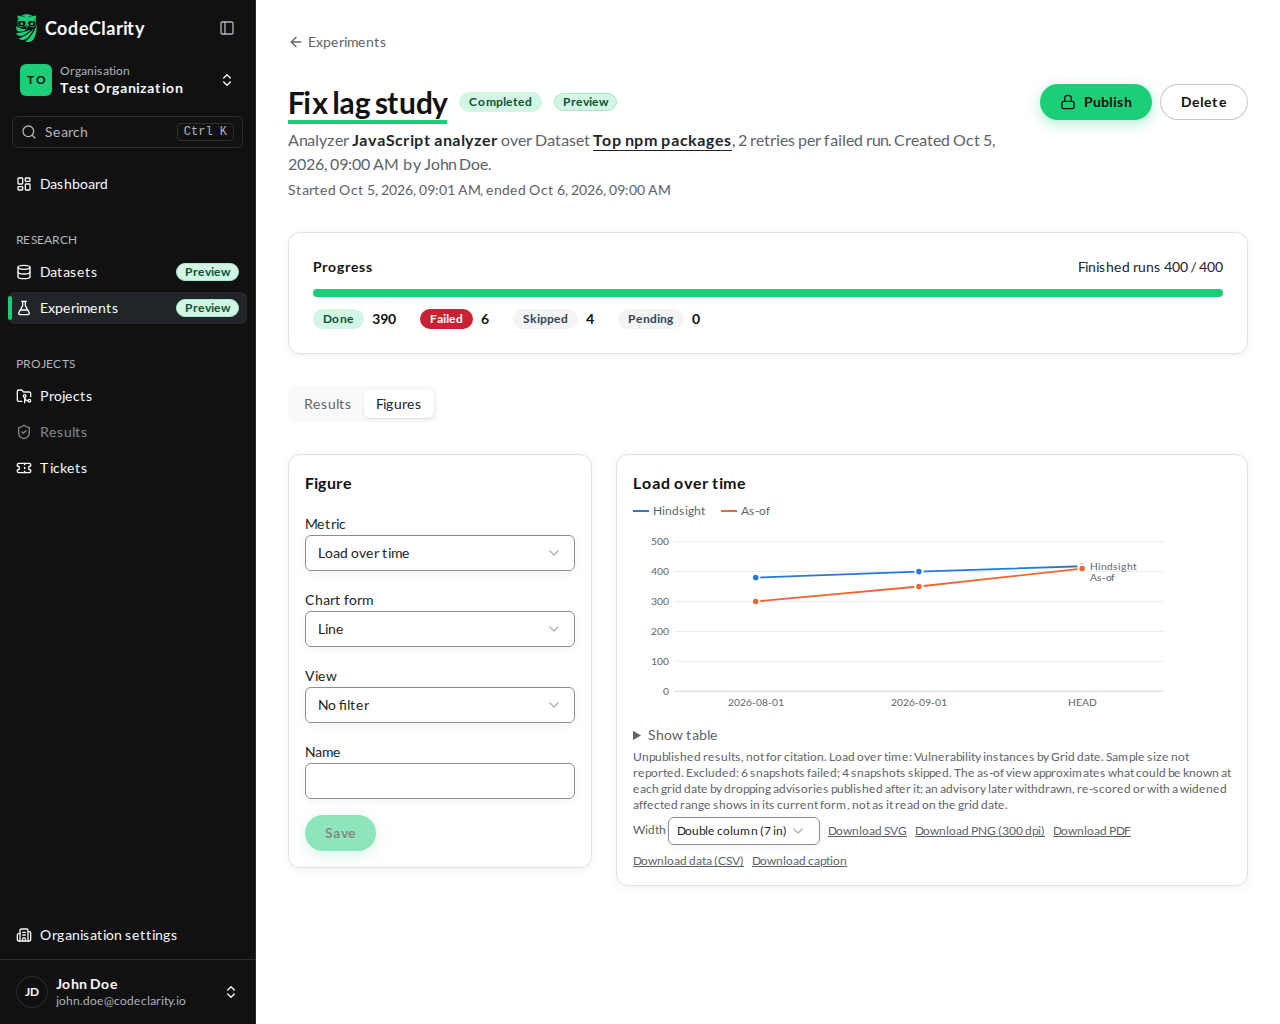 CodeClarity
TO
Organisation
Test Organization
Search
Ctrl K
Dashboard
RESEARCH
Datasets
Preview
Experiments
Preview
PROJECTS
Projects
Results
Tickets
Organisation settings
JD
John Doe
john.doe@codeclarity.io
Experiments
Fix lag study
Completed
Preview
Publish
Delete
Analyzer JavaScript analyzer over Dataset Top npm packages, 2 retries per failed run. Created Oct 5,
2026, 09:00 AM by John Doe.
Started Oct 5, 2026, 09:01 AM, ended Oct 6, 2026, 09:00 AM
Progress
Finished runs 400 / 400
Done 390
Failed 6
Skipped 4
Pending 0
Results
Figures
Figure
Metric
Load over time
Chart form
Line
View
No filter
Name
Save
Load over time
Hindsight
As-of
500
400
300
200
100
0
Hindsight
As-of
2026-08-01
2026-09-01
HEAD
Show table
Unpublished results, not for citation. Load over time: Vulnerability instances by Grid date. Sample size not
reported. Excluded: 6 snapshots failed; 4 snapshots skipped. The as-of view approximates what could be known at
each grid date by dropping advisories published after it; an advisory later withdrawn, re-scored or with a widened
affected range shows in its current form, not as it read on the grid date.
Width
Double column (7 in)
Download SVG
Download PNG (300 dpi)
Download PDF
Download data (CSV)
Download caption